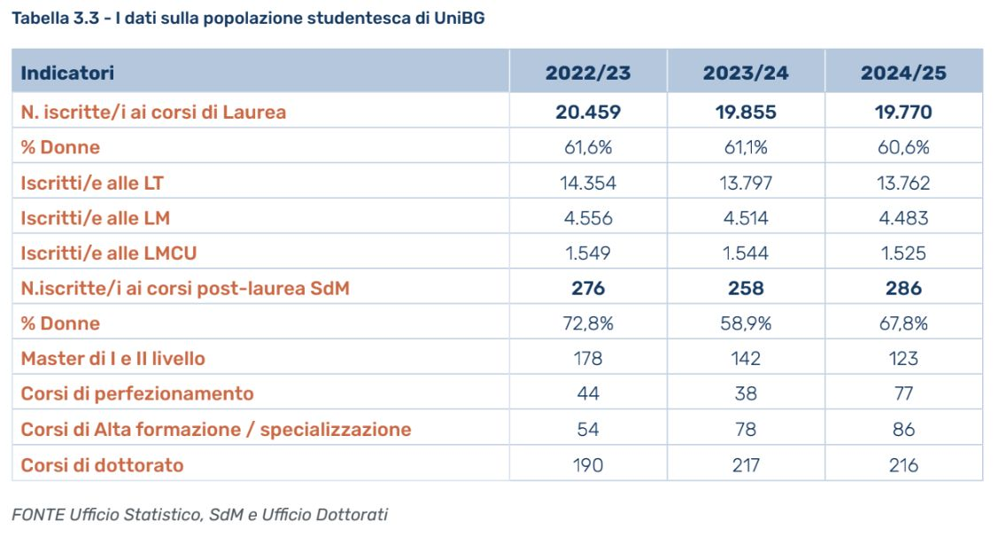 Tabella 3.3 - I dati sulla popolazione studentesca di UniBG
Indicatori 2022/23 2023/24 2024/25
N. iscritte/i ai corsi di Laurea 20.459 19.855 19.770
% Donne 61,6% 61,1% 60,6%
Iscritti/e alle LT 14.354 13.797 13.762
Iscritti/e alle LM 4.556 4.514 4.483
Iscritti/e alle LMCU 1.549 1.544 1.525
N.iscritte/i ai corsi post-laurea SdM 276 258 286
% Donne 72,8% 58,9% 67,8%
Master di I e II livello 178 142 123
Corsi di perfezionamento 44 38 77
Corsi di Alta formazione / specializzazione 54 78 86
Corsi di dottorato 190 217 216
FONTE Ufficio Statistico, SdM e Ufficio Dottorati